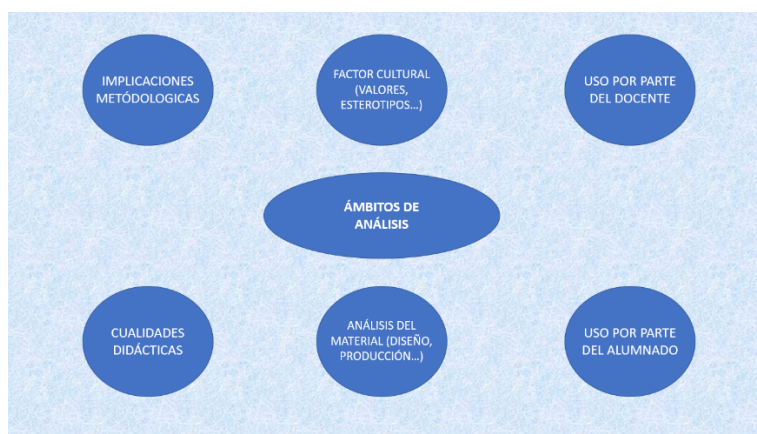 IMPLICACIONES
METÓDOLOGICAS
FACTOR CULTURAL
(VALORES,
ESTEROTIPOS...)
USO POR PARTE
DEL DOCENTE
ÁMBITOS DE
ANÁLISIS
CUALIDADES
DIDÁCTICAS
ANÁLISIS DEL
MATERIAL (DISEÑO,
PRODUCCIÓN...)
USO POR PARTE
DEL ALUMNADO